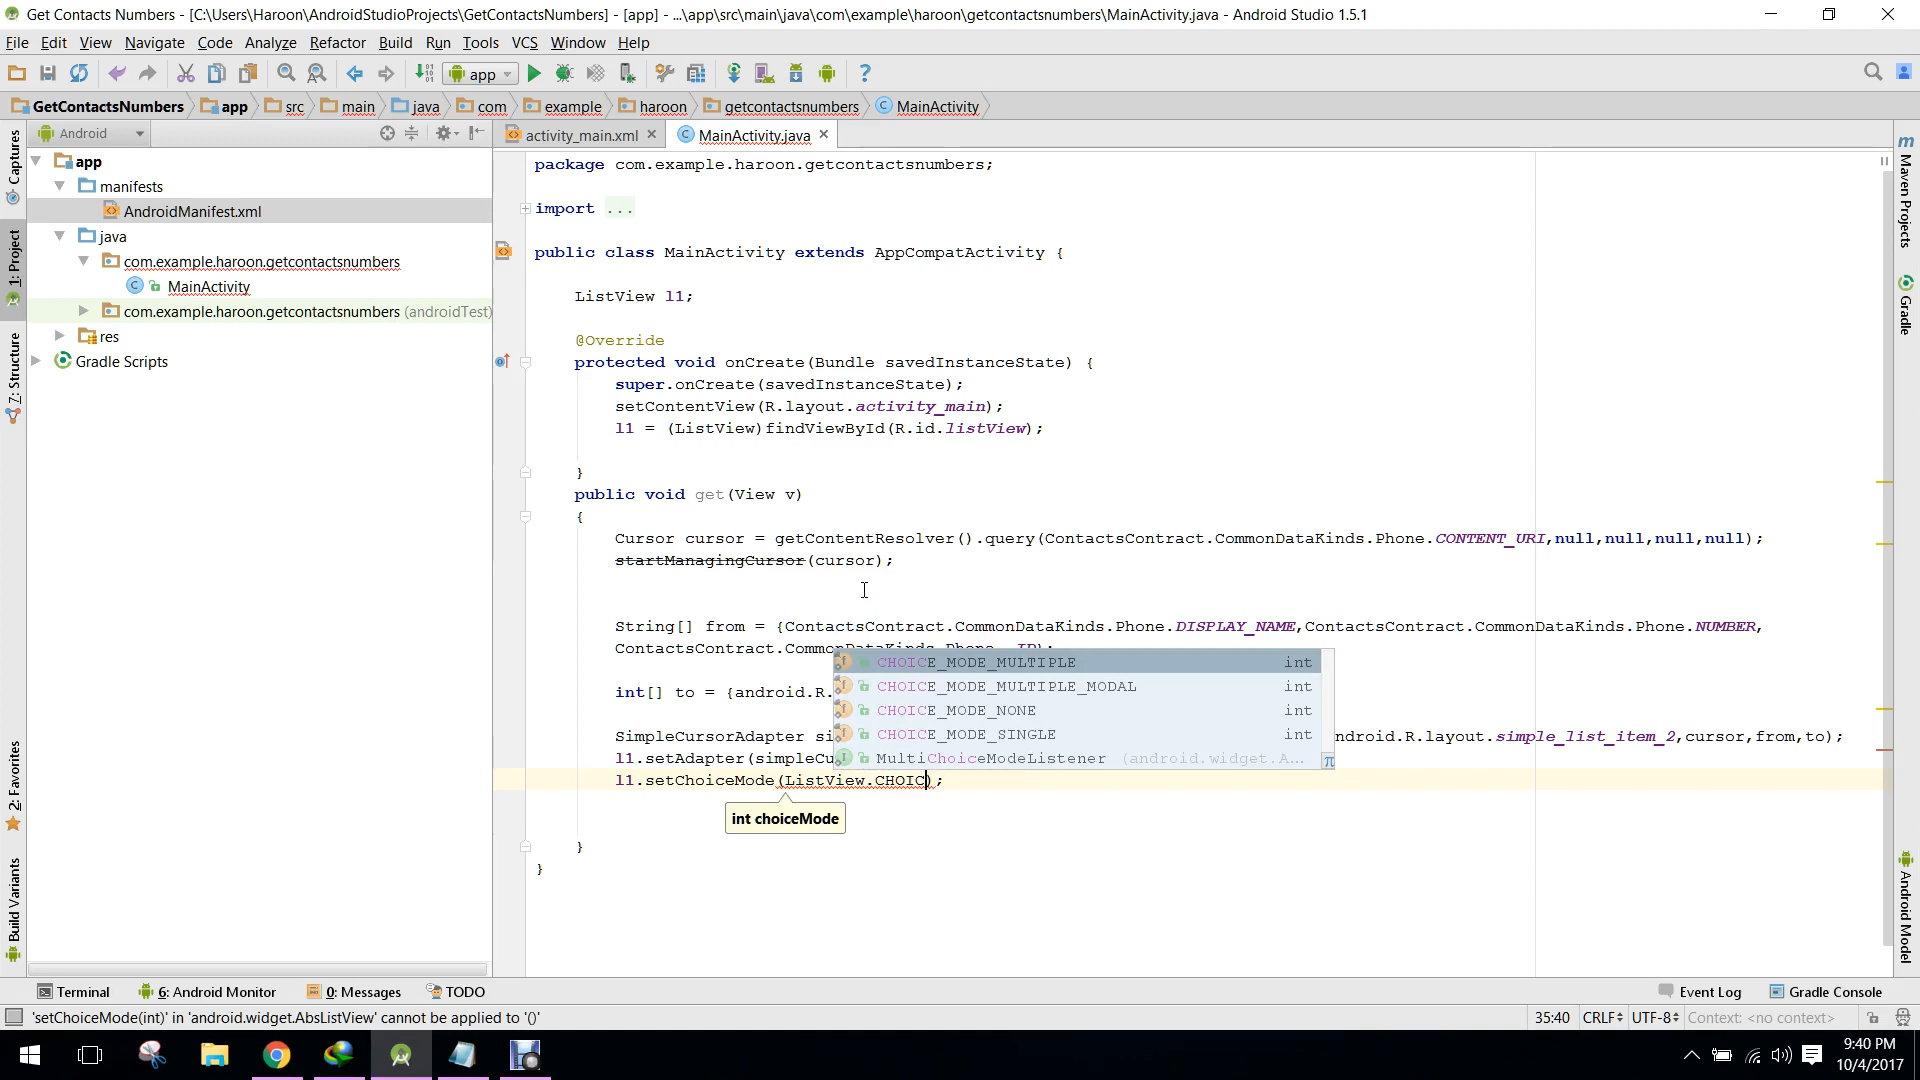 Get Contacts Numbers - [C:\Users\Haroon\AndroidStudioProjects\GetContactsNumbers] - [app] - ...\app\src\main\java\com\example\haroon\getcontactsnumbers\MainActivity.java - Android Studio 1.5.1
File Edit View Navigate Code Analyze Refactor Build Run Tools VCS Window Help
app
GetContactsNumbers app src main java com example haroon getcontactsnumbers MainActivity
Android
activity_main.xml MainActivity.java
Captures
1: Project
7: Structure
2: Favorites
Build Variants
app
manifests
AndroidManifest.xml
java
com.example.haroon.getcontactsnumbers
MainActivity
com.example.haroon.getcontactsnumbers (androidTest)
res
Gradle Scripts
package com.example.haroon.getcontactsnumbers;
import ...
public class MainActivity extends AppCompatActivity {
ListView l1;
@Override
protected void onCreate(Bundle savedInstanceState) {
super.onCreate(savedInstanceState);
setContentView(R.layout.activity_main);
l1 = (ListView)findViewById(R.id.listView);
}
public void get(View v)
{
Cursor cursor = getContentResolver().query(ContactsContract.CommonDataKinds.Phone.CONTENT_URI,null,null,null,null);
startManagingCursor(cursor);
String[] from = {ContactsContract.CommonDataKinds.Phone.DISPLAY_NAME,ContactsContract.CommonDataKinds.Phone.NUMBER,
ContactsContract.CommonDataKinds.Phone._ID};
int[] to = {android.R.
SimpleCursorAdapter si
ndroid.R.layout.simple_list_item_2,cursor,from,to);
l1.setAdapter(simpleCu
l1.setChoiceMode(ListView.CHOIC);
CHOICE_MODE_MULTIPLE int
CHOICE_MODE_MULTIPLE_MODAL int
CHOICE_MODE_NONE int
CHOICE_MODE_SINGLE int
MultiChoiceModeListener (android.widget.A...
π
int choiceMode
}
}
m Maven Projects
Gradle
Android Model
Terminal 6: Android Monitor 0: Messages TODO Event Log Gradle Console
'setChoiceMode(int)' in 'android.widget.AbsListView' cannot be applied to '()' 35:40 CRLF UTF-8 Context: <no context>
9:40 PM
10/4/2017